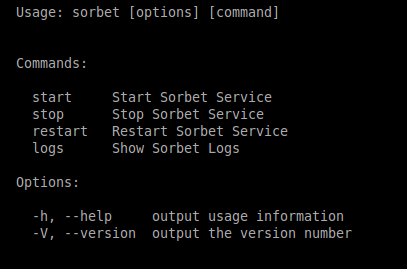 Usage: sorbet [options] [command]
Commands:
start     Start Sorbet Service
stop      Stop Sorbet Service
restart   Restart Sorbet Service
logs      Show Sorbet Logs
Options:
-h, --help     output usage information
-V, --version  output the version number